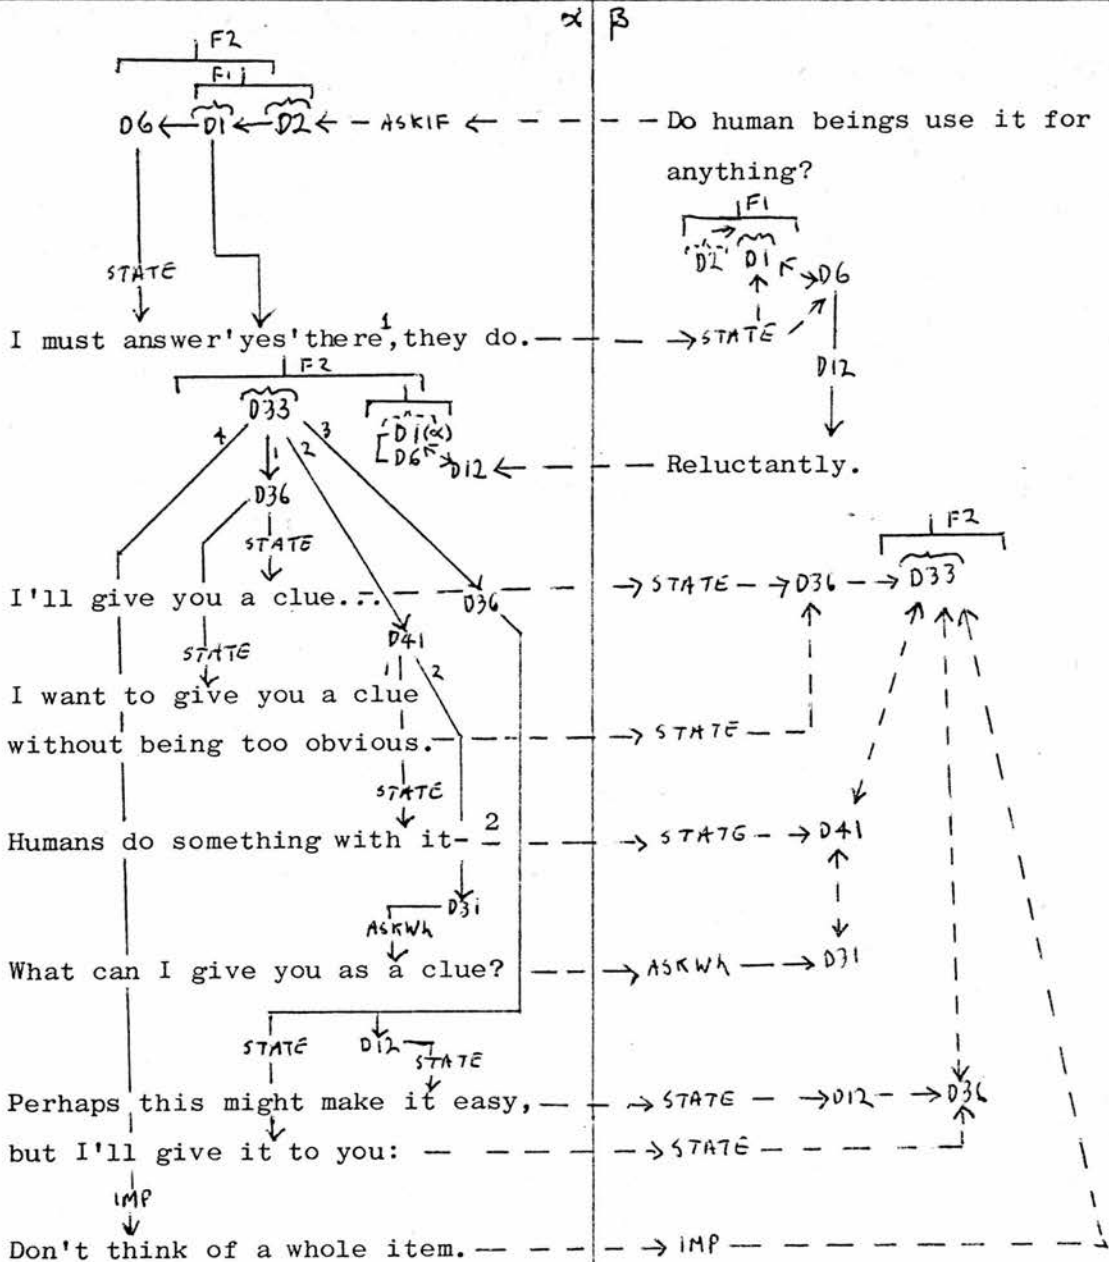 α β
F2
F1
D6 D1 D2 ASKIF Do human beings use it for
anything?
F1
D2 D1 D6
STATE
I must answer'yes'there¹,they do. STATE
F2 D12
D33
D1(α)
4 1 2 3
D6 D12 Reluctantly.
D36
F2
STATE
I'll give you a clue... D36 STATE D36 D33
D41
STATE 1 2
I want to give you a clue
without being too obvious. STATE
STATE
Humans do something with it-² STATE D41
D31
ASKWh
What can I give you as a clue? ASKWh D31
STATE D12 STATE
Perhaps this might make it easy, STATE D12 D36
but I'll give it to you: STATE
IMP
Don't think of a whole item. IMP